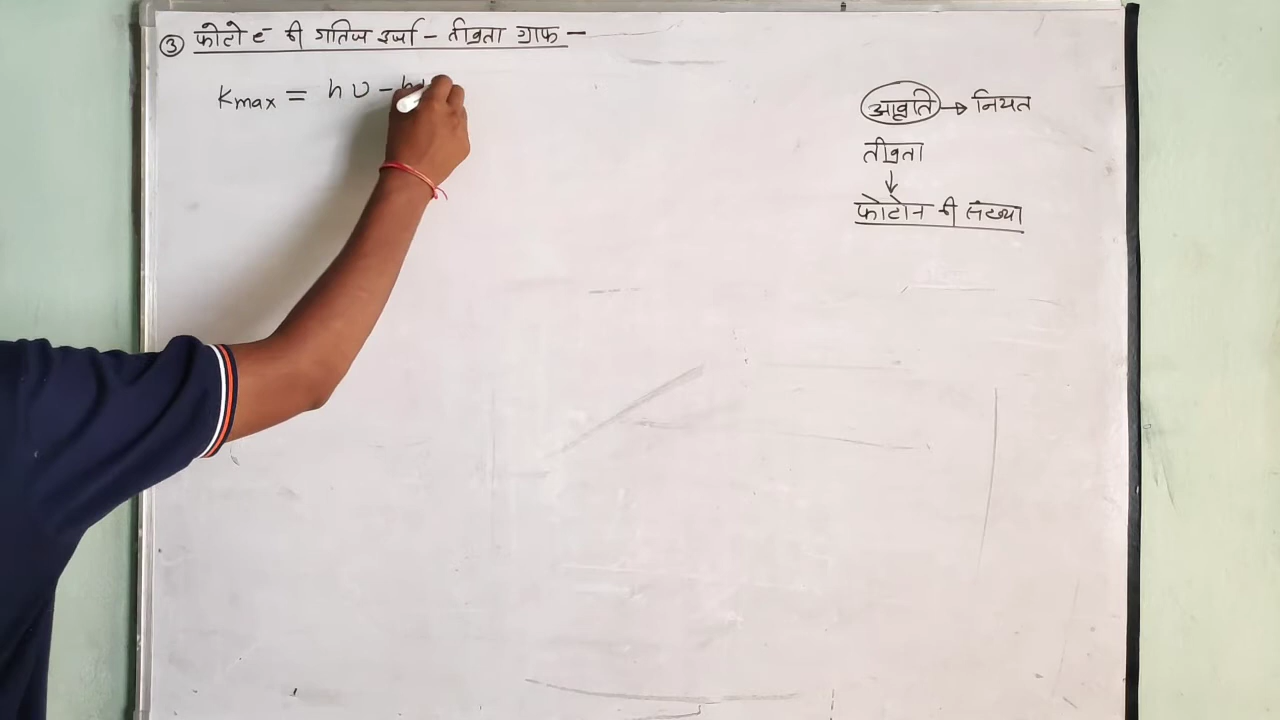 ③ फोटो e⁻ की गतिज ऊर्जा - तीव्रता ग्राफ -
Kmax = hυ - h
आवृत्ति → नियत
तीव्रता
↓
फोटोन की संख्या